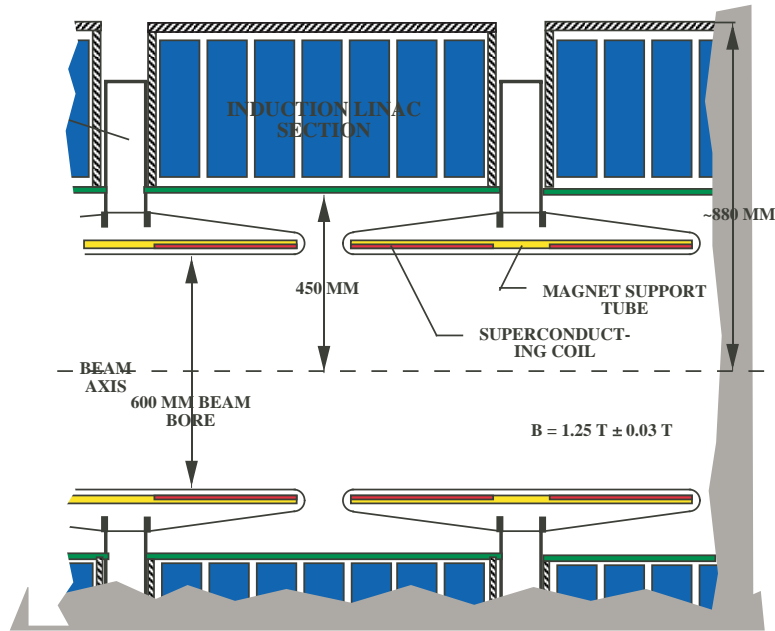 INDUCTION LINAC
SECTION
~880 MM
450 MM
MAGNET SUPPORT
TUBE
SUPERCONDUCT-
ING COIL
BEAM
AXIS
600 MM BEAM
BORE
B = 1.25 T ± 0.03 T